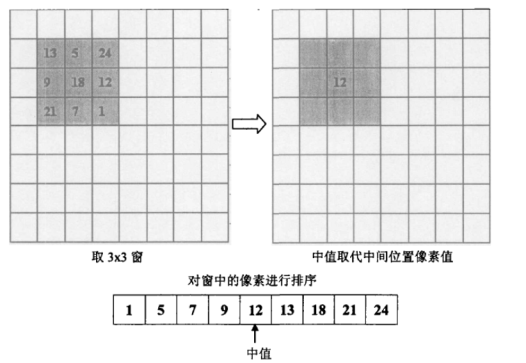 13 5 24
9 18 12
21 7 1
12
取 3x3 窗
中值取代中间位置像素值
对窗中的像素进行排序
1 5 7 9 12 13 18 21 24
中值